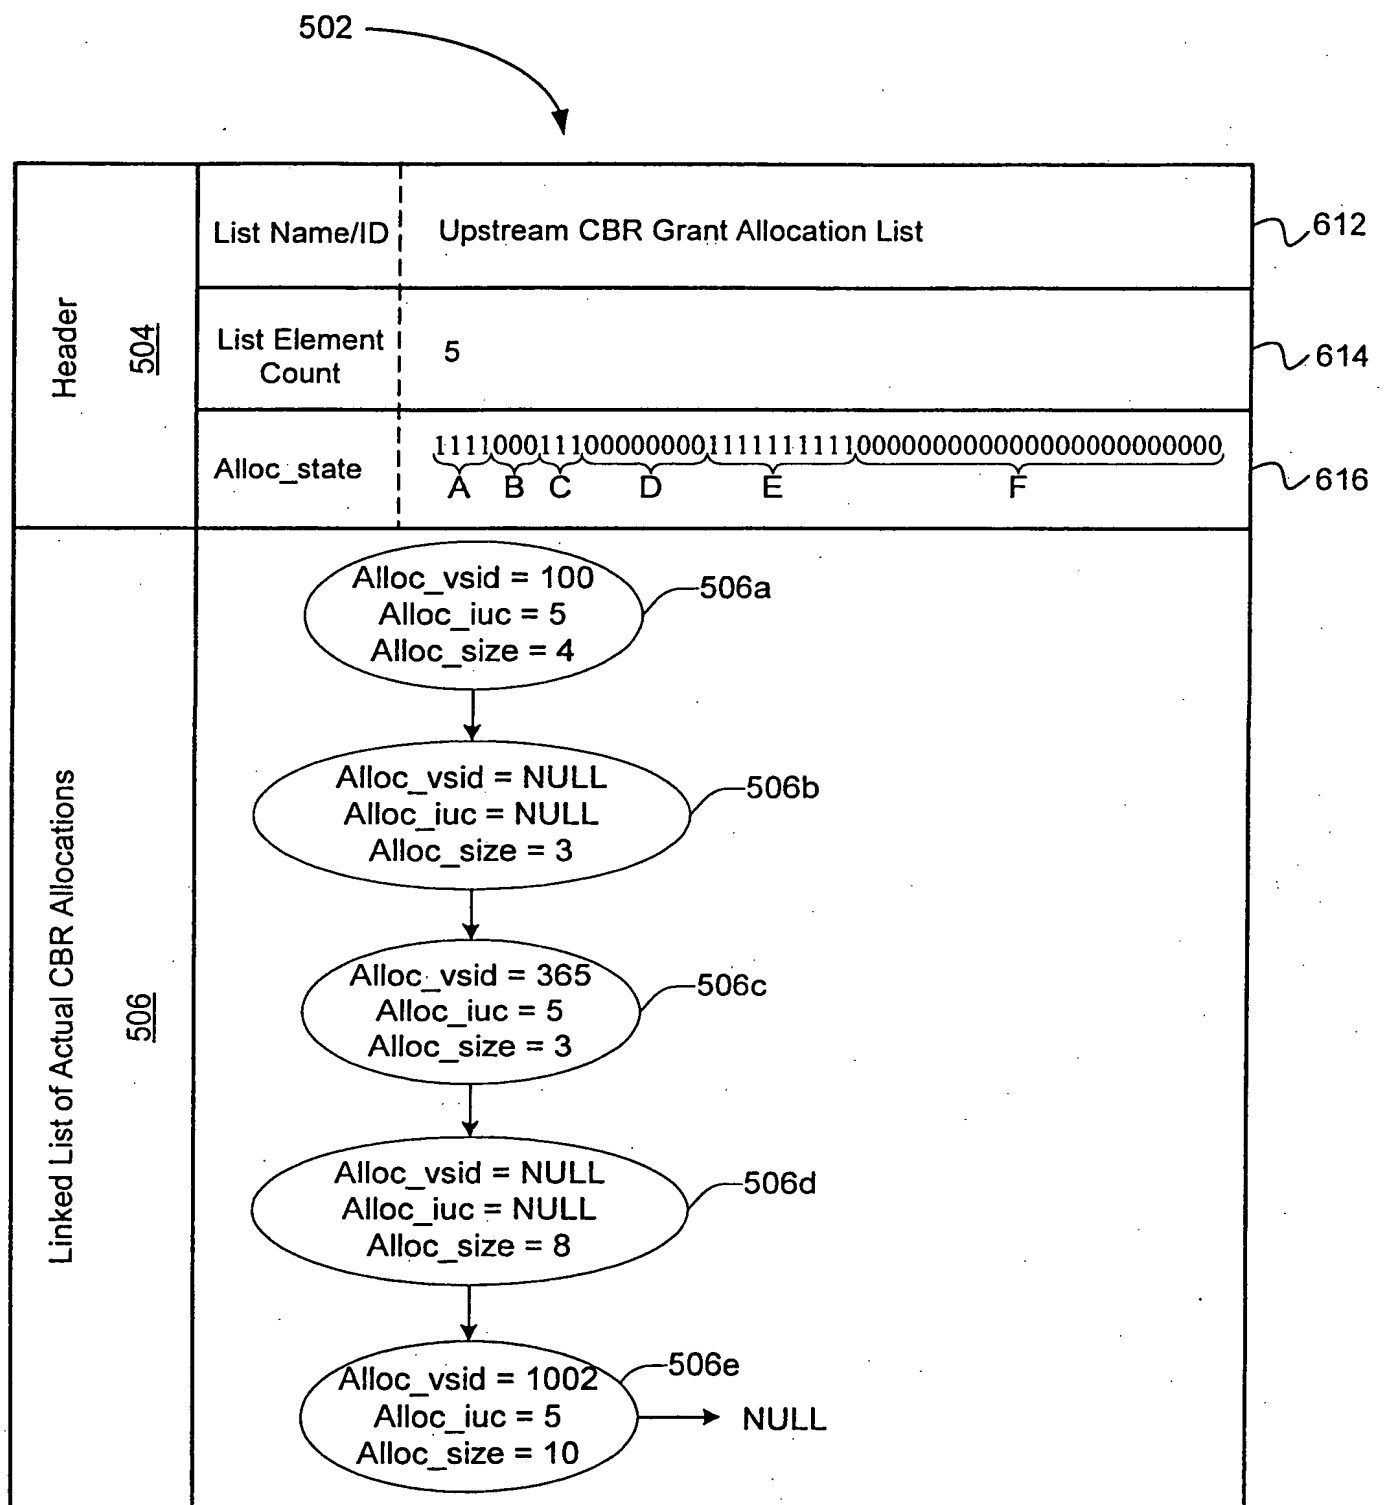 502
Header
504
List Name/ID
Upstream CBR Grant Allocation List
612
List Element
Count
5
614
Alloc_state
1111000111000000001111111111000000000000000000000000
A B C D E F
616
Linked List of Actual CBR Allocations
506
Alloc_vsid = 100
Alloc_iuc = 5
Alloc_size = 4
506a
Alloc_vsid = NULL
Alloc_iuc = NULL
Alloc_size = 3
506b
Alloc_vsid = 365
Alloc_iuc = 5
Alloc_size = 3
506c
Alloc_vsid = NULL
Alloc_iuc = NULL
Alloc_size = 8
506d
Alloc_vsid = 1002
Alloc_iuc = 5
Alloc_size = 10
506e
NULL